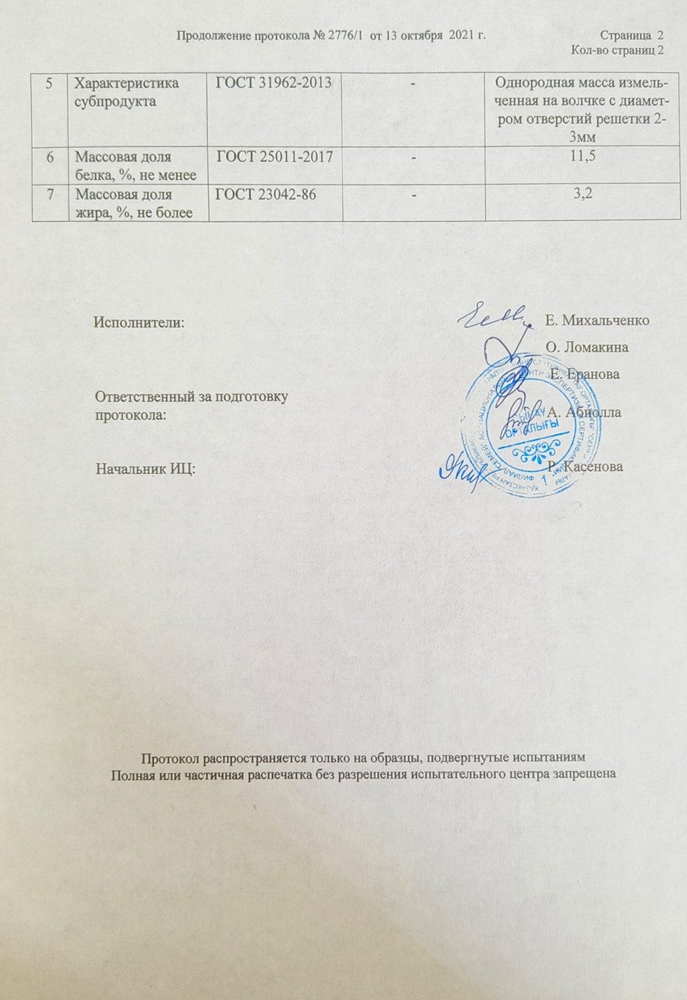 Продолжение протокола № 2776/1 от 13 октября 2021 г.
Страница 2
Кол-во страниц 2
5 Характеристика субпродукта ГОСТ 31962-2013 - Однородная масса измель-
ченная на волчке с диамет-
ром отверстий решетки 2-
3мм
6 Массовая доля белка, %, не менее ГОСТ 25011-2017 - 11,5
7 Массовая доля жира, %, не более ГОСТ 23042-86 - 3,2
Исполнители:
Е. Михальченко
О. Ломакина
Е. Еранова
Ответственный за подготовку
протокола:
А. Абиолла
Начальник ИЦ:
Р. Касенова
ОРТАЛЫҒЫ
Протокол распространяется только на образцы, подвергнутые испытаниям
Полная или частичная распечатка без разрешения испытательного центра запрещена